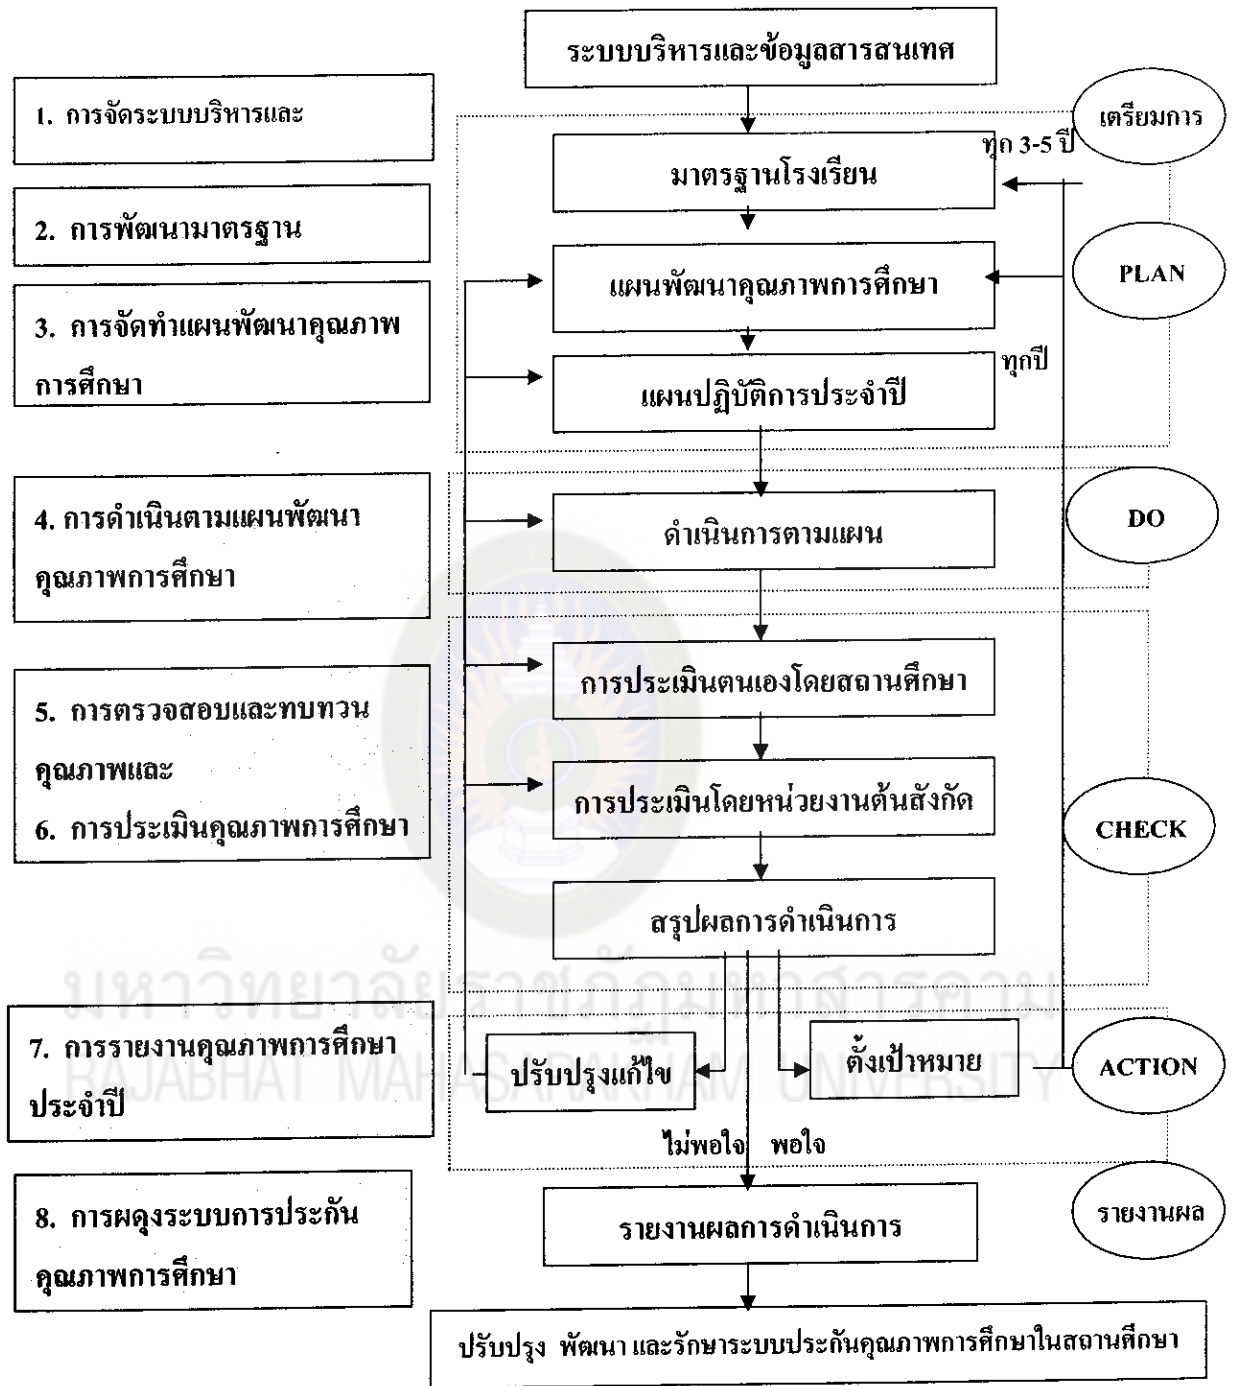 ระบบบริหารและข้อมูลสารสนเทศ
1. การจัดระบบบริหารและ
เตรียมการ
ทุก 3-5 ปี
มาตรฐานโรงเรียน
2. การพัฒนามาตรฐาน
แผนพัฒนาคุณภาพการศึกษา
PLAN
3. การจัดทำแผนพัฒนาคุณภาพ
การศึกษา
ทุกปี
แผนปฏิบัติการประจำปี
4. การดำเนินตามแผนพัฒนา
คุณภาพการศึกษา
ดำเนินการตามแผน
DO
การประเมินตนเองโดยสถานศึกษา
5. การตรวจสอบและทบทวน
คุณภาพและ
6. การประเมินคุณภาพการศึกษา
การประเมินโดยหน่วยงานต้นสังกัด
CHECK
สรุปผลการดำเนินการ
มหาวิทยาลัยราชภัฏมหาสารคาม
RAJABHAT MAHASARAKHAM UNIVERSITY
7. การรายงานคุณภาพการศึกษา
ประจำปี
ปรับปรุงแก้ไข
ตั้งเป้าหมาย
ACTION
ไม่พอใจ พอใจ
8. การผดุงระบบการประกัน
คุณภาพการศึกษา
รายงานผลการดำเนินการ
รายงานผล
ปรับปรุง พัฒนา และรักษาระบบประกันคุณภาพการศึกษาในสถานศึกษา